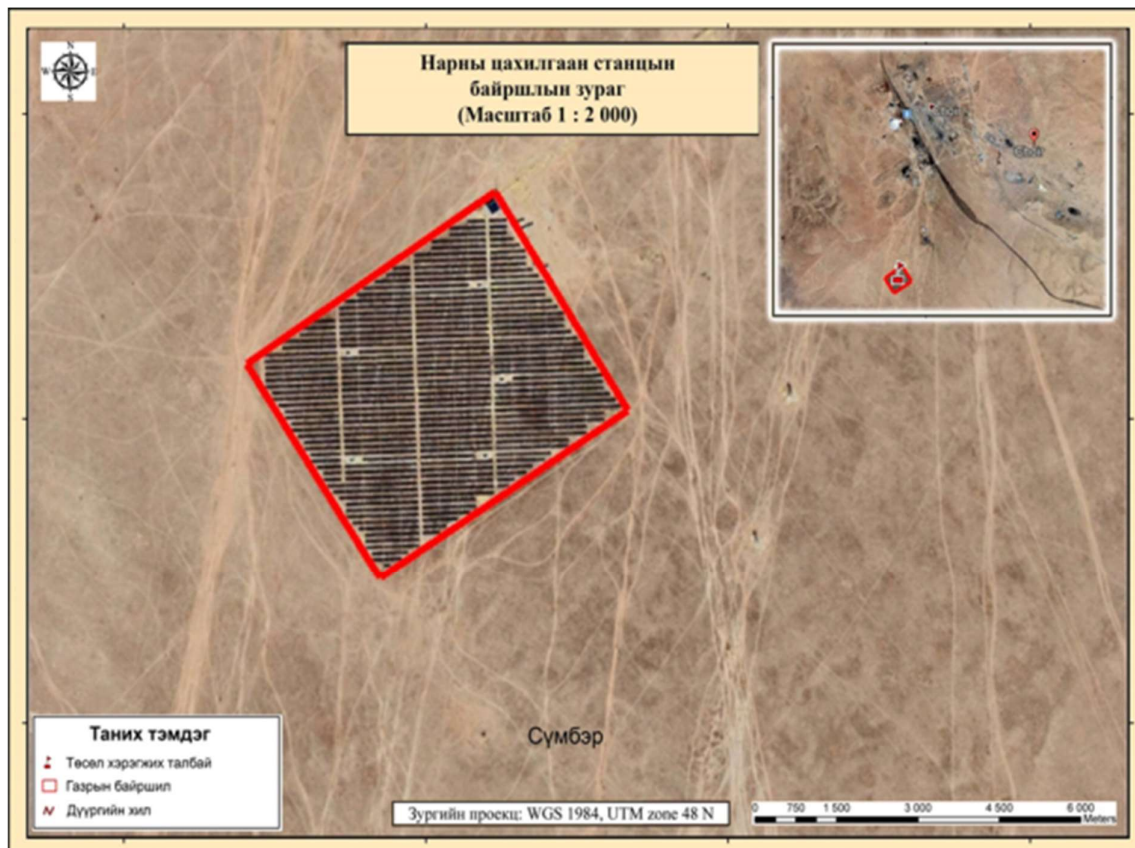 N
W E
S
Нарны цахилгаан станцын
байршлын зураг
(Масштаб 1 : 2 000)
Choir
Сүмбэр
Таних тэмдэг
Төсөл хэрэгжих талбай
Газрын байршил
Дүүргийн хил
Зургийн проекц: WGS 1984, UTM zone 48 N
0 750 1 500 3 000 4 500 6 000
Meters